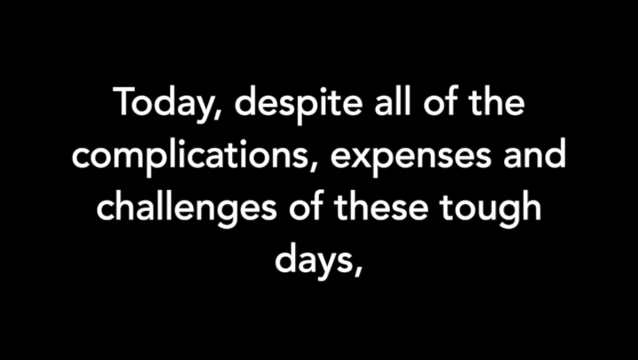 Today, despite all of the
complications, expenses and
challenges of these tough
days,